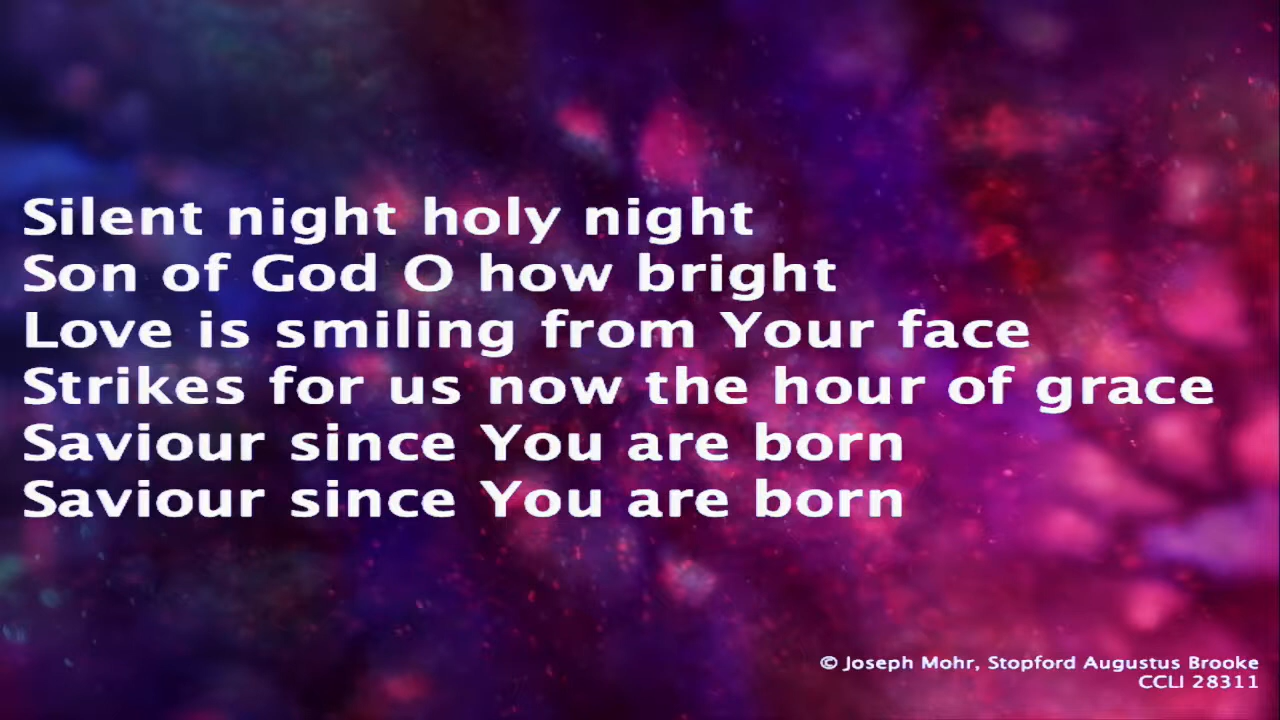 Silent night holy night
Son of God O how bright
Love is smiling from Your face
Strikes for us now the hour of grace
Saviour since You are born
Saviour since You are born
© Joseph Mohr, Stopford Augustus Brooke
CCLI 28311